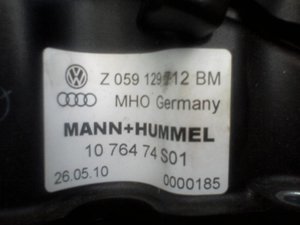 Z 059 129 712 BM
MHO Germany
MANN+HUMMEL
10 764 74 S01
26.05.10 0000185